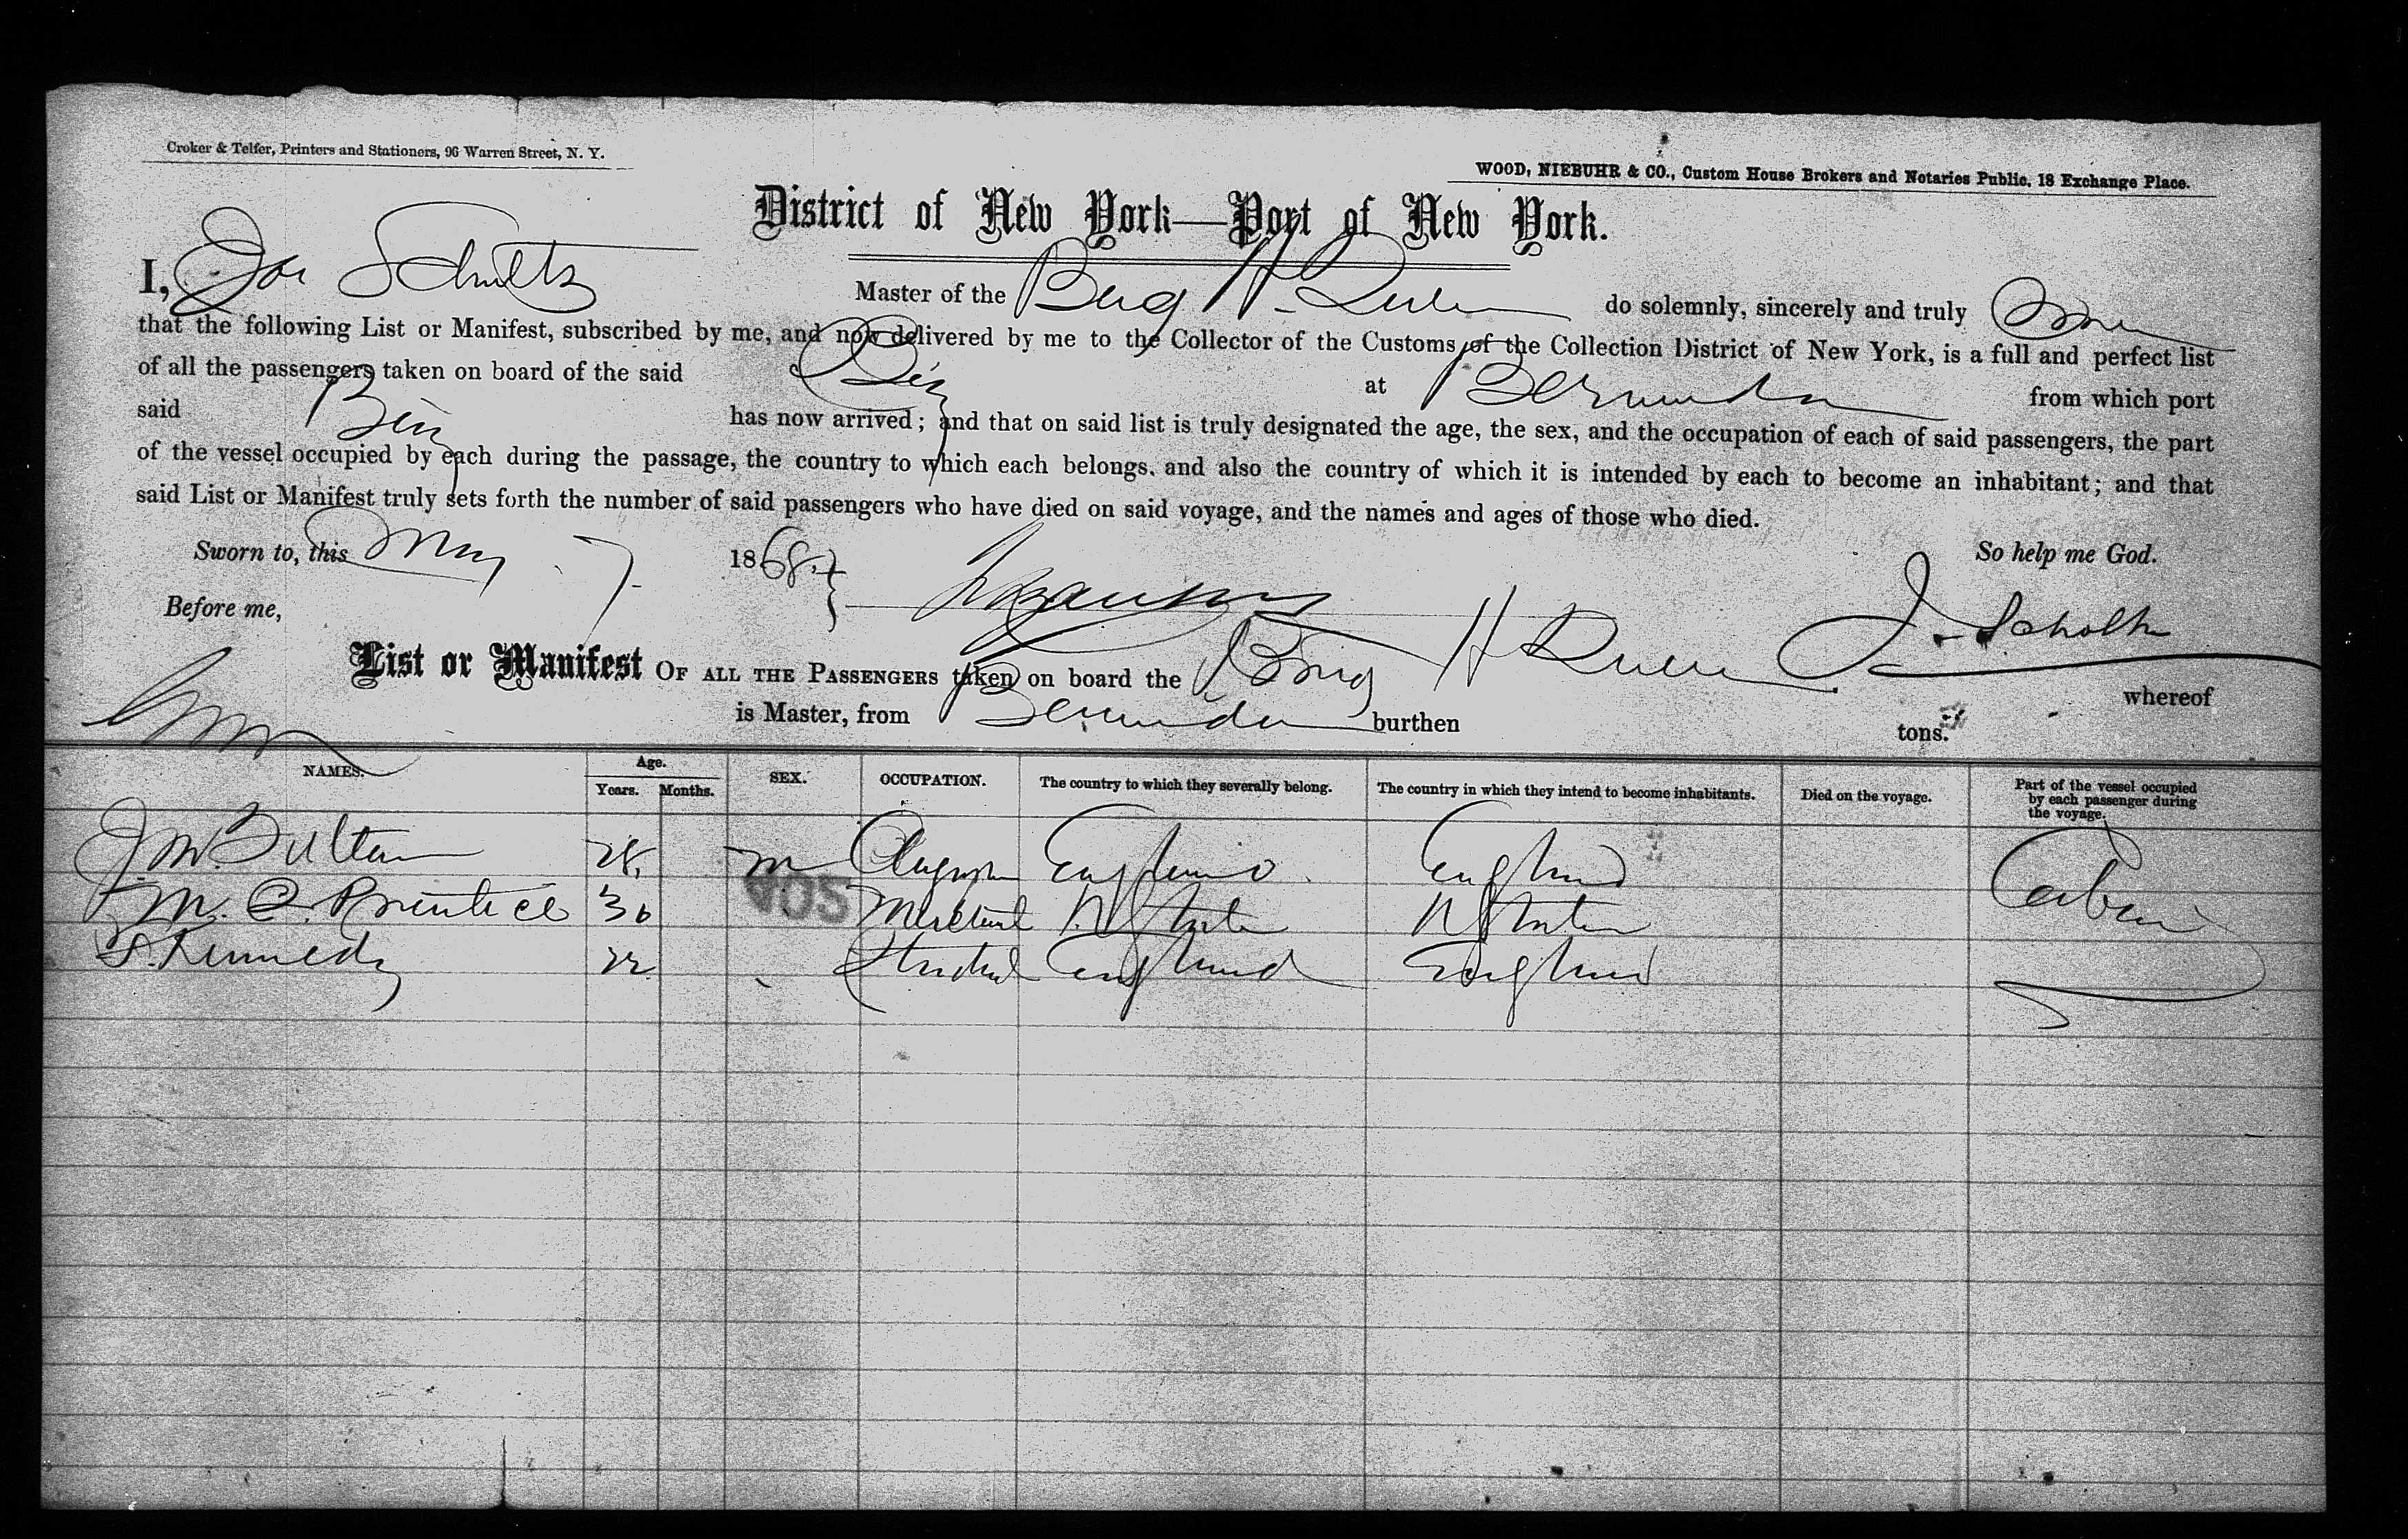 Croker & Telfer, Printers and Stationers, 96 Warren Street, N. Y.
WOOD, NIEBUHR & CO., Custom House Brokers and Notaries Public, 18 Exchange Place.
District of New York—Port of New York.
I, Schultz Master of the Brig H. do solemnly, sincerely and truly
that the following List or Manifest, subscribed by me, and now delivered by me to the Collector of the Customs of the Collection District of New York, is a full and perfect list
of all the passengers taken on board of the said Brig at Bermuda from which port
said Brig has now arrived; and that on said list is truly designated the age, the sex, and the occupation of each of said passengers, the part
of the vessel occupied by each during the passage, the country to which each belongs, and also the country of which it is intended by each to become an inhabitant; and that
said List or Manifest truly sets forth the number of said passengers who have died on said voyage, and the names and ages of those who died.
Sworn to, this May 7 1868. So help me God.
Before me, J. Scholtz
List or Manifest OF ALL THE PASSENGERS taken on board the Brig H whereof
is Master, from Bermuda burthen tons.
NAMES. Age. Years. Months. SEX. OCCUPATION. The country to which they severally belong. The country in which they intend to become inhabitants. Died on the voyage. Part of the vessel occupied by each passenger during the voyage.
28 m England England Cabin
M. C. Prentice 30 Merchant U States U States
S. Kennedy 22 Student England England